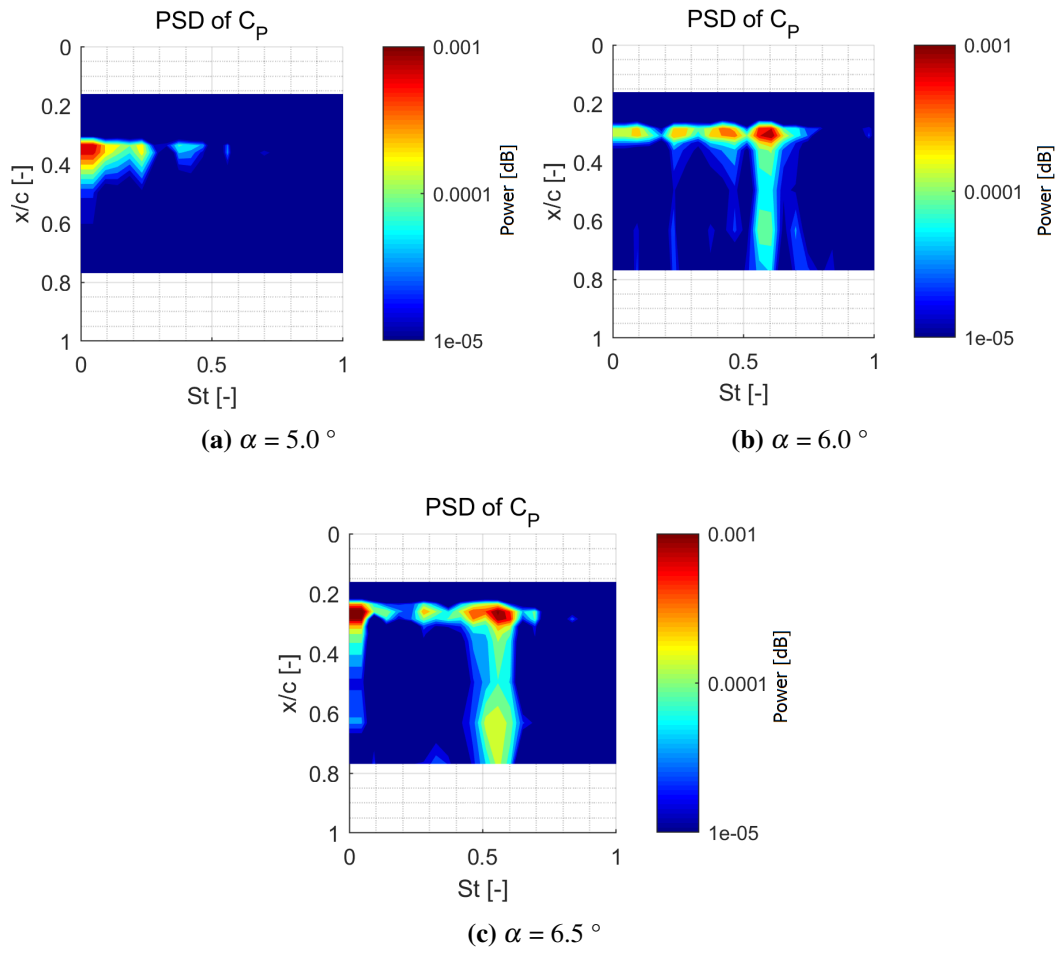 PSD of C_P
0
0.2
0.4
0.6
0.8
1
x/c [-]
0
0.5
1
St [-]
0.001
0.0001
1e-05
Power [dB]
(a) α = 5.0 °
PSD of C_P
0
0.2
0.4
0.6
0.8
1
x/c [-]
0
0.5
1
St [-]
0.001
0.0001
1e-05
Power [dB]
(b) α = 6.0 °
PSD of C_P
0
0.2
0.4
0.6
0.8
1
x/c [-]
0
0.5
1
St [-]
0.001
0.0001
1e-05
Power [dB]
(c) α = 6.5 °